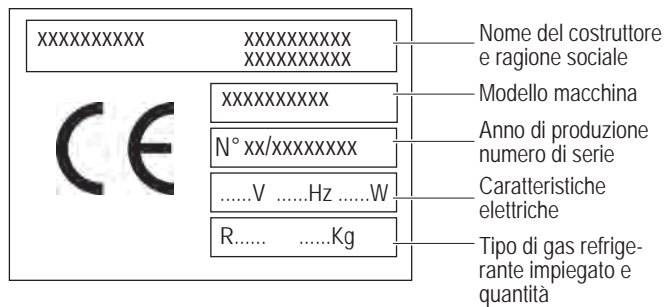 XXXXXXXXXX XXXXXXXXXX
XXXXXXXXXX
Nome del costruttore
e ragione sociale
XXXXXXXXXX
Modello macchina
CE
N° xx/xxxxxxxx
Anno di produzione
numero di serie
......V ......Hz ......W
Caratteristiche
elettriche
R...... ......Kg
Tipo di gas refrige-
rante impiegato e
quantità